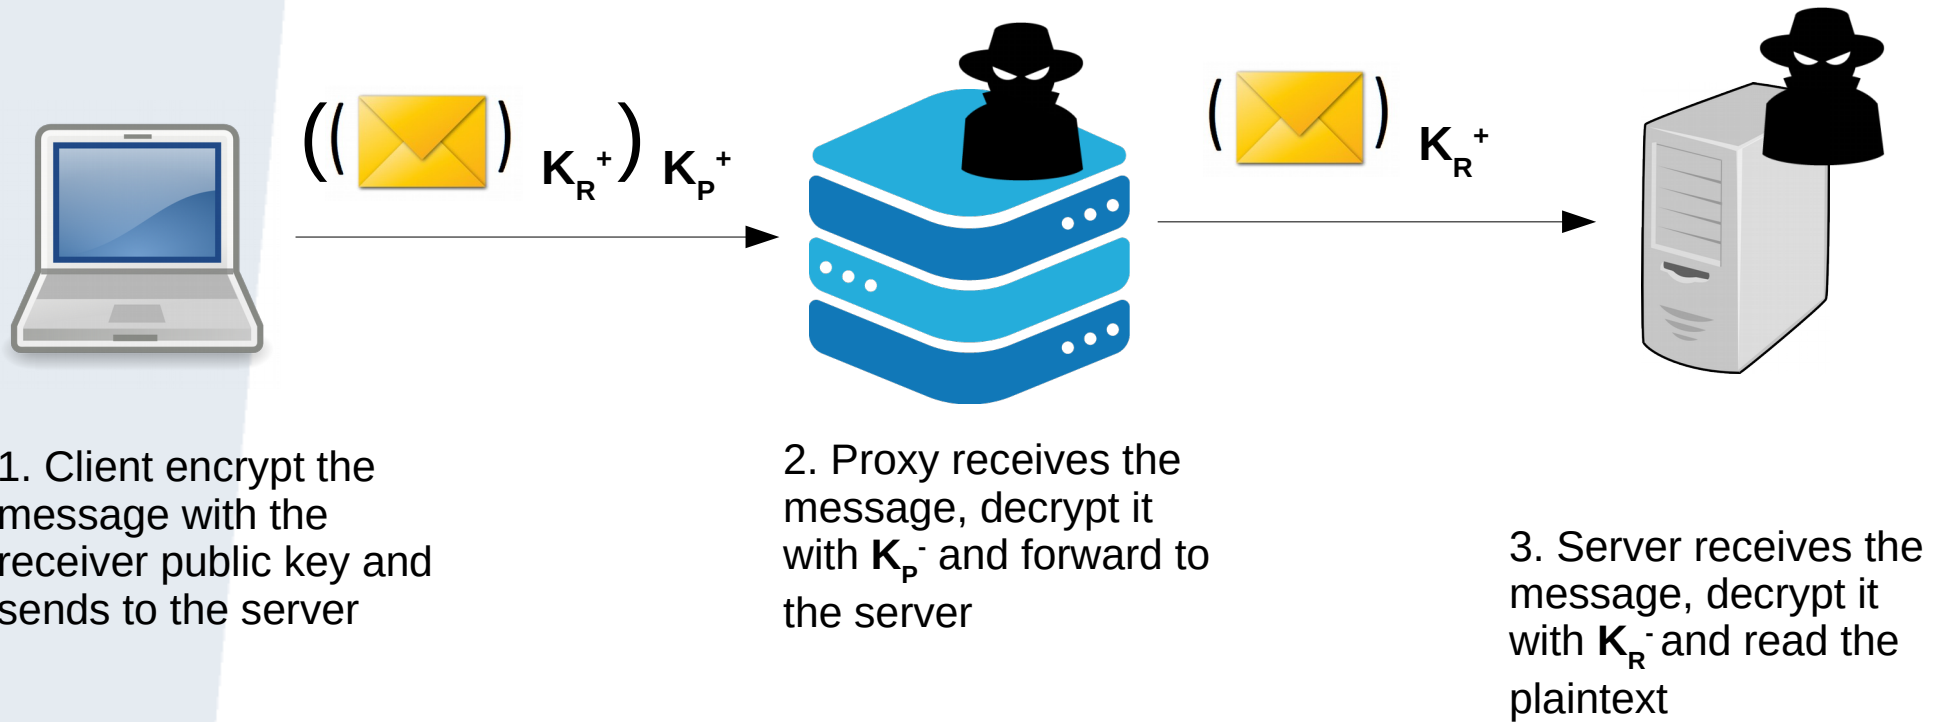 (( ) K_R^+) K_P^+
( ) K_R^+
1. Client encrypt the
message with the
receiver public key and
sends to the server
2. Proxy receives the
message, decrypt it
with K_P^- and forward to
the server
3. Server receives the
message, decrypt it
with K_R^- and read the
plaintext